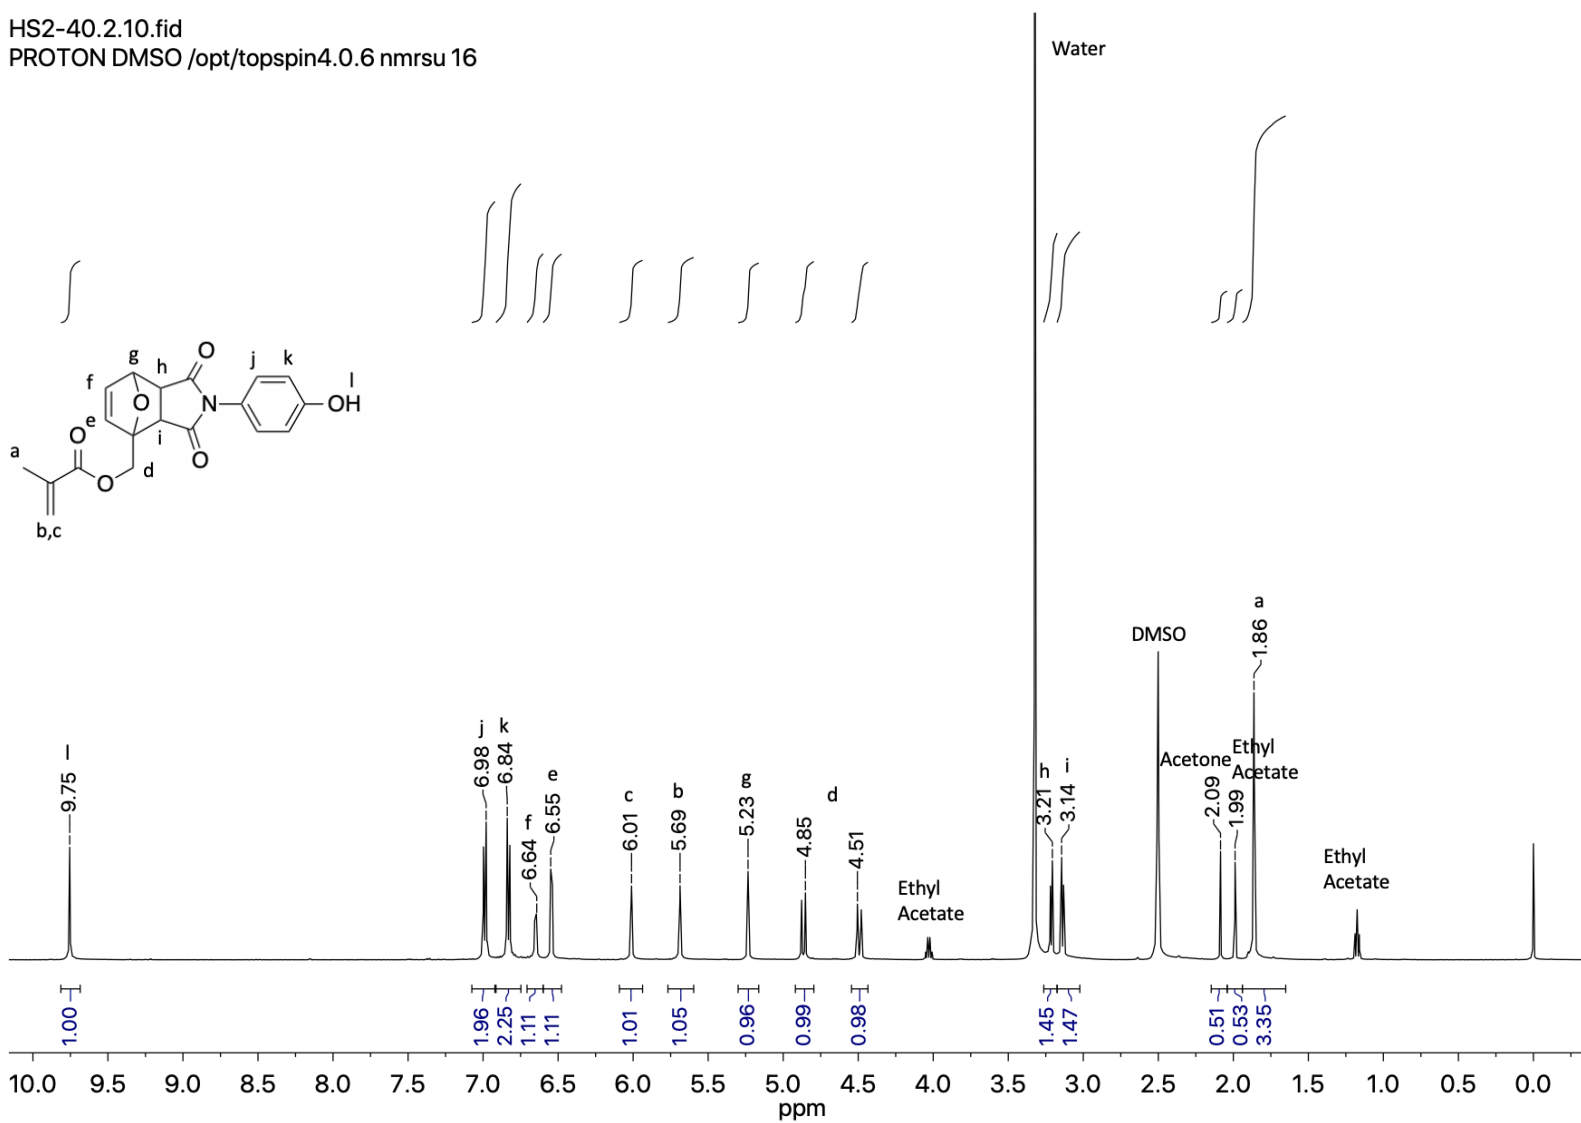 HS2-40.2.10.fid
PROTON DMSO /opt/topspin4.0.6 nmrsu 16
Water
g
h
O
j
k
l
f
O
N
OH
e
O
i
a
O
d
O
b,c
a
1.86
DMSO
l
9.75
j
6.98
k
6.84
f
6.64
e
6.55
c
6.01
b
5.69
g
5.23
d
4.85
4.51
Ethyl
Acetate
h
3.21
i
3.14
Acetone
2.09
Ethyl
Acetate
1.99
Ethyl
Acetate
1.00
1.96
2.25
1.11
1.11
1.01
1.05
0.96
0.99
0.98
1.45
1.47
0.51
0.53
3.35
10.0 9.5 9.0 8.5 8.0 7.5 7.0 6.5 6.0 5.5 5.0 4.5 4.0 3.5 3.0 2.5 2.0 1.5 1.0 0.5 0.0
ppm